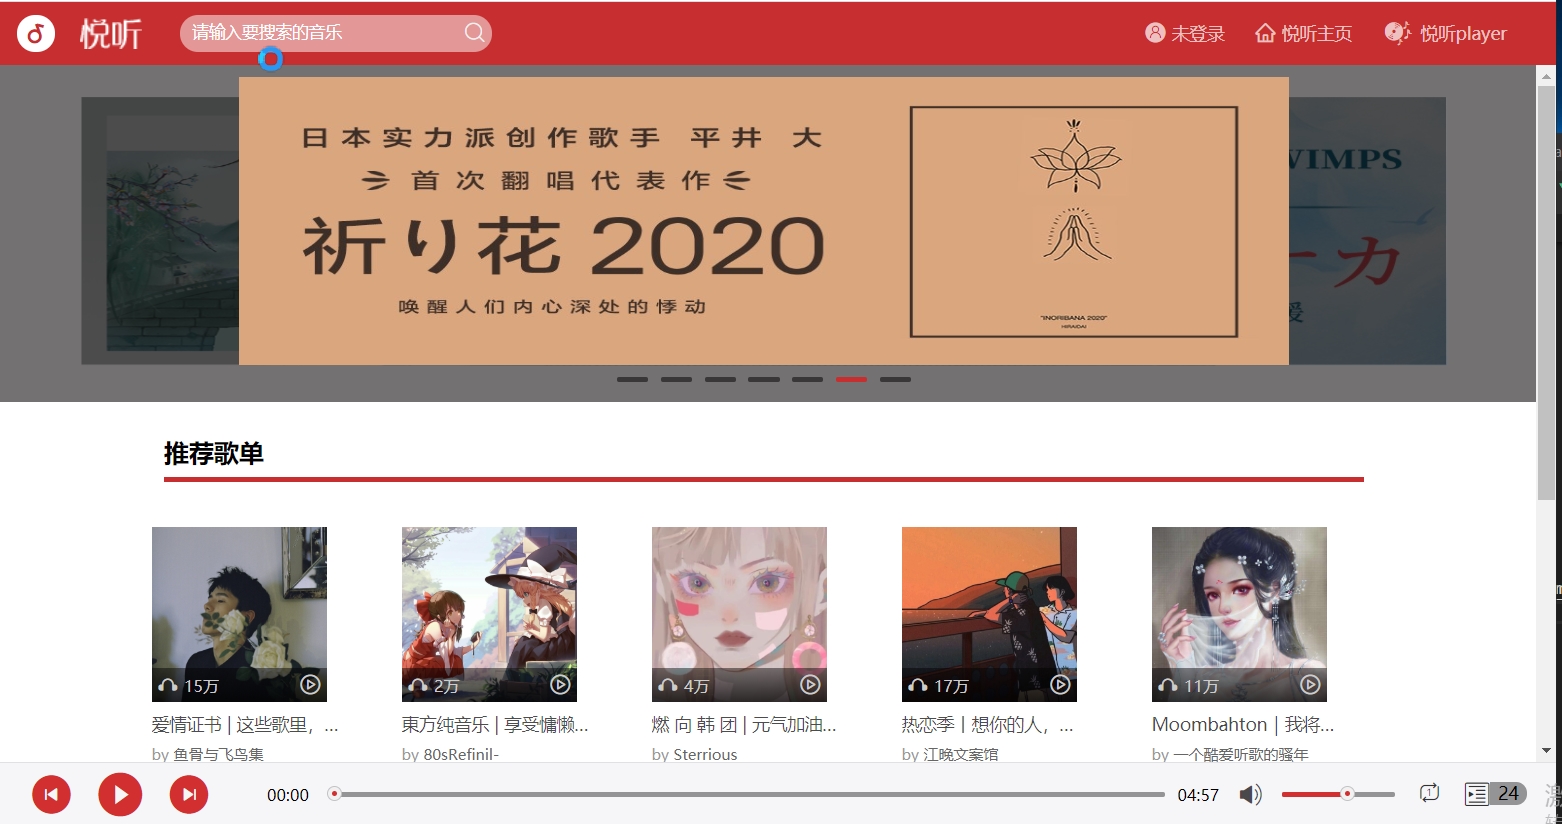 悦听
请输入要搜索的音乐
未登录
悦听主页
悦听player
日本实力派创作歌手 平井 大
首次翻唱代表作
祈り花 2020
唤醒人们内心深处的悸动
"INORIBANA 2020"
HIRAIDAI
WIMPS
一力
爱
推荐歌单
15万
2万
4万
17万
11万
爱情证书 | 这些歌里，...
東方纯音乐 | 享受慵懒...
燃 向 韩 团 | 元气加油...
热恋季丨想你的人，...
Moombahton | 我将...
by 鱼骨与飞鸟集
by 80sRefinil-
by Sterrious
by 江晚文案馆
by 一个酷爱听歌的骚年
00:00
04:57
1
24
激